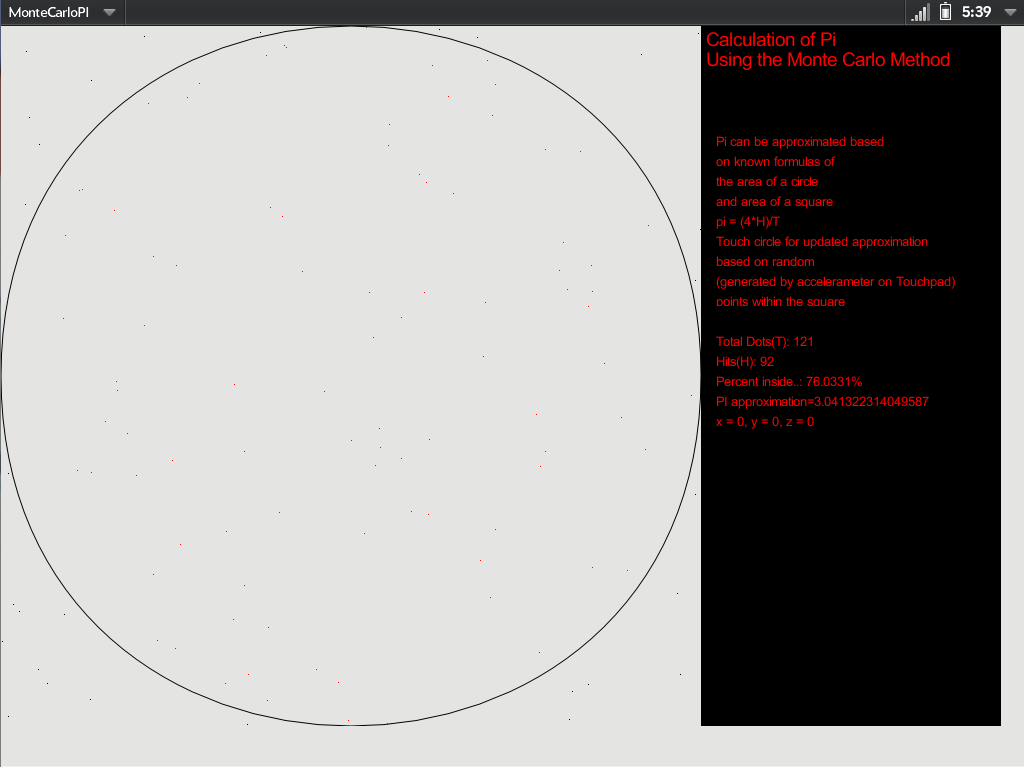 MonteCarloPI
5:39
Calculation of Pi
Using the Monte Carlo Method
Pi can be approximated based
on known formulas of
the area of a circle
and area of a square
pi = (4*H)/T
Touch circle for updated approximation
based on random
(generated by accelerameter on Touchpad)
points within the square
Total Dots(T): 121
Hits(H): 92
Percent inside..: 76.0331%
PI approximation=3.041322314049587
x = 0, y = 0, z = 0